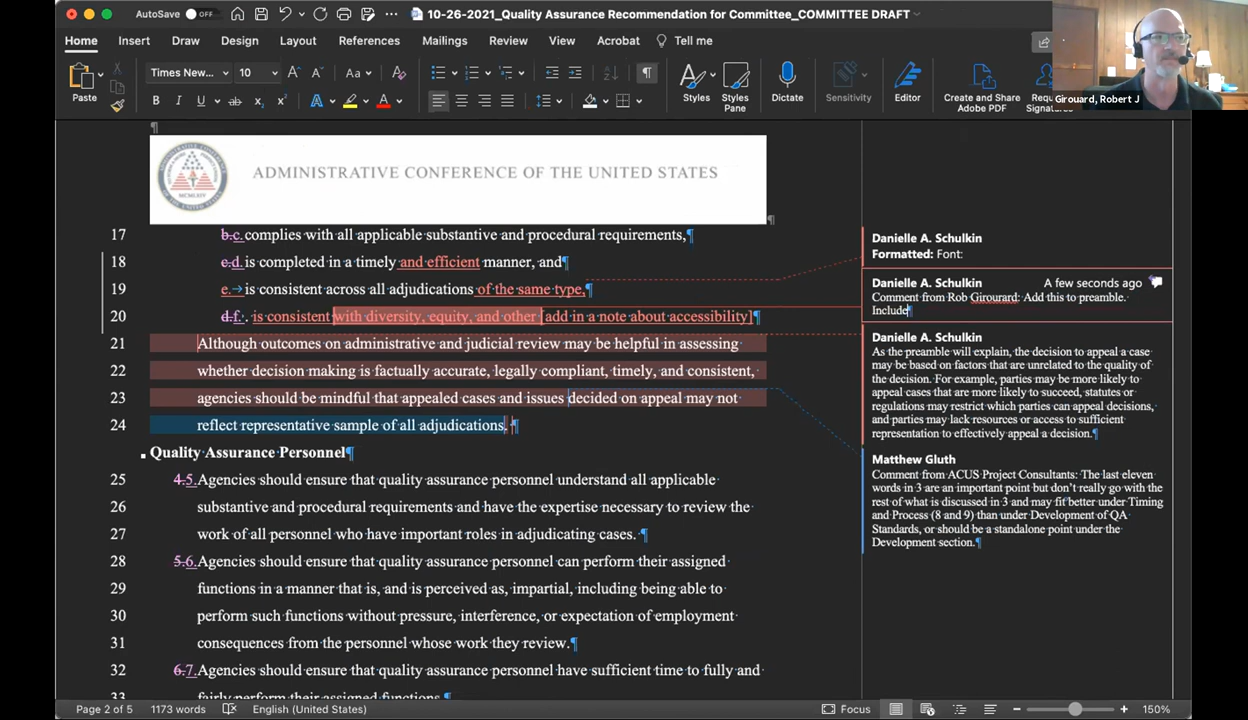 AutoSave OFF 10-26-2021_Quality Assurance Recommendation for Committee_COMMITTEE DRAFT
Home Insert Draw Design Layout References Mailings Review View Acrobat Tell me
Paste Times New... 10 Styles Styles Pane Dictate Sensitivity Editor Create and Share Adobe PDF Signatures
Girouard, Robert J
ADMINISTRATIVE CONFERENCE OF THE UNITED STATES
17 b.c. complies with all applicable substantive and procedural requirements,¶
18 e.d. is completed in a timely and efficient manner, and¶
19 e. → is consistent across all adjudications of the same type,¶
20 d.f. . is consistent with diversity, equity, and other [add in a note about accessibility]¶
21 Although outcomes on administrative and judicial review may be helpful in assessing
22 whether decision making is factually accurate, legally compliant, timely, and consistent,
23 agencies should be mindful that appealed cases and issues decided on appeal may not
24 reflect representative sample of all adjudications. ¶
Quality Assurance Personnel¶
25 4.5. Agencies should ensure that quality assurance personnel understand all applicable
26 substantive and procedural requirements and have the expertise necessary to review the
27 work of all personnel who have important roles in adjudicating cases. ¶
28 5.6. Agencies should ensure that quality assurance personnel can perform their assigned
29 functions in a manner that is, and is perceived as, impartial, including being able to
30 perform such functions without pressure, interference, or expectation of employment
31 consequences from the personnel whose work they review.¶
32 6.7. Agencies should ensure that quality assurance personnel have sufficient time to fully and
33 fairly perform their assigned functions.¶
Danielle A. Schulkin
Formatted: Font:
Danielle A. Schulkin A few seconds ago
Comment from Rob Girouard: Add this to preamble.
Include¶
Danielle A. Schulkin
As the preamble will explain, the decision to appeal a case
may be based on factors that are unrelated to the quality of
the decision. For example, parties may be more likely to
appeal cases that are more likely to succeed, statutes or
regulations may restrict which parties can appeal decisions,
and parties may lack resources or access to sufficient
representation to effectively appeal a decision.¶
Matthew Gluth
Comment from ACUS Project Consultants: The last eleven
words in 3 are an important point but don't really go with the
rest of what is discussed in 3 and may fit better under Timing
and Process (8 and 9) than under Development of QA
Standards, or should be a standalone point under the
Development section.¶
Page 2 of 5 1173 words English (United States) Focus 150%